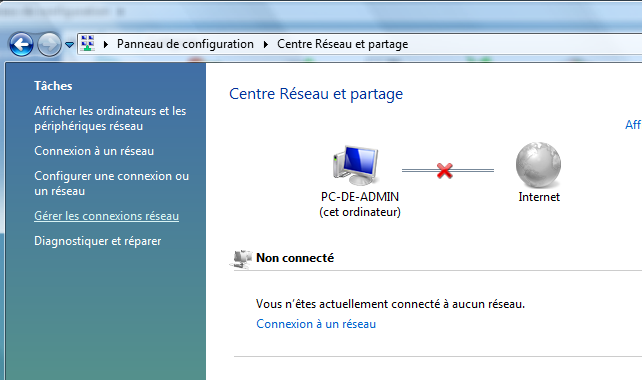 Panneau de configuration
Centre Réseau et partage
Tâches
Afficher les ordinateurs et les
périphériques réseau
Connexion à un réseau
Configurer une connexion ou
un réseau
Gérer les connexions réseau
Diagnostiquer et réparer
Centre Réseau et partage
Aff
PC-DE-ADMIN
(cet ordinateur)
Internet
Non connecté
Vous n'êtes actuellement connecté à aucun réseau.
Connexion à un réseau